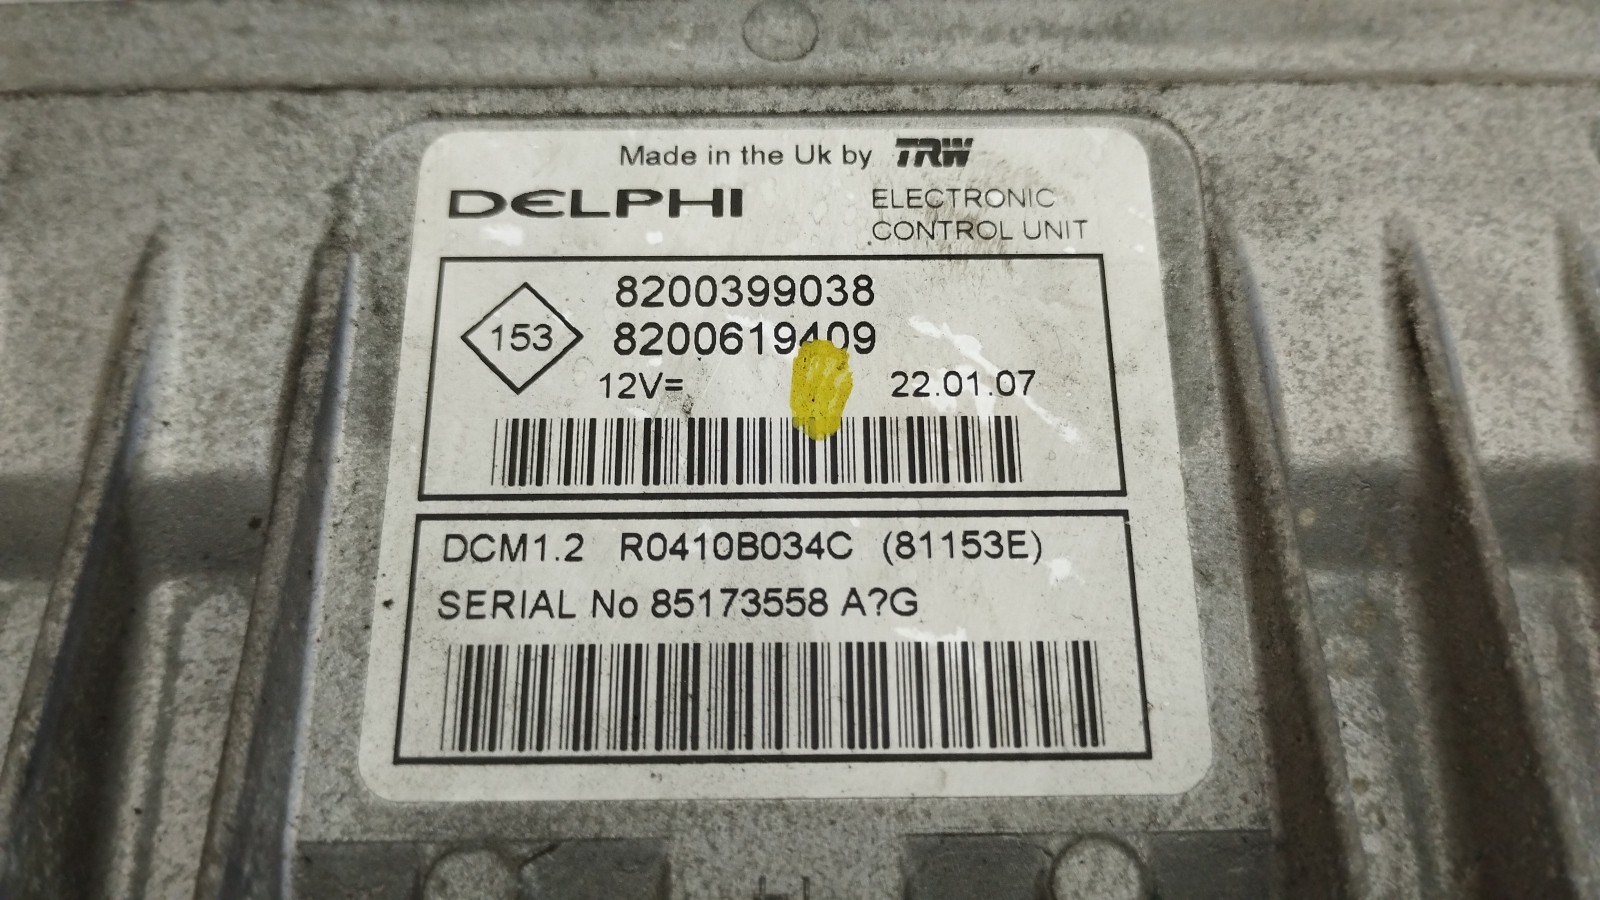 Made in the Uk by TRW
DELPHI
ELECTRONIC
CONTROL UNIT
8200399038
153
8200619409
12V=
22.01.07
DCM1.2 R0410B034C (81153E)
SERIAL No 85173558 A?G